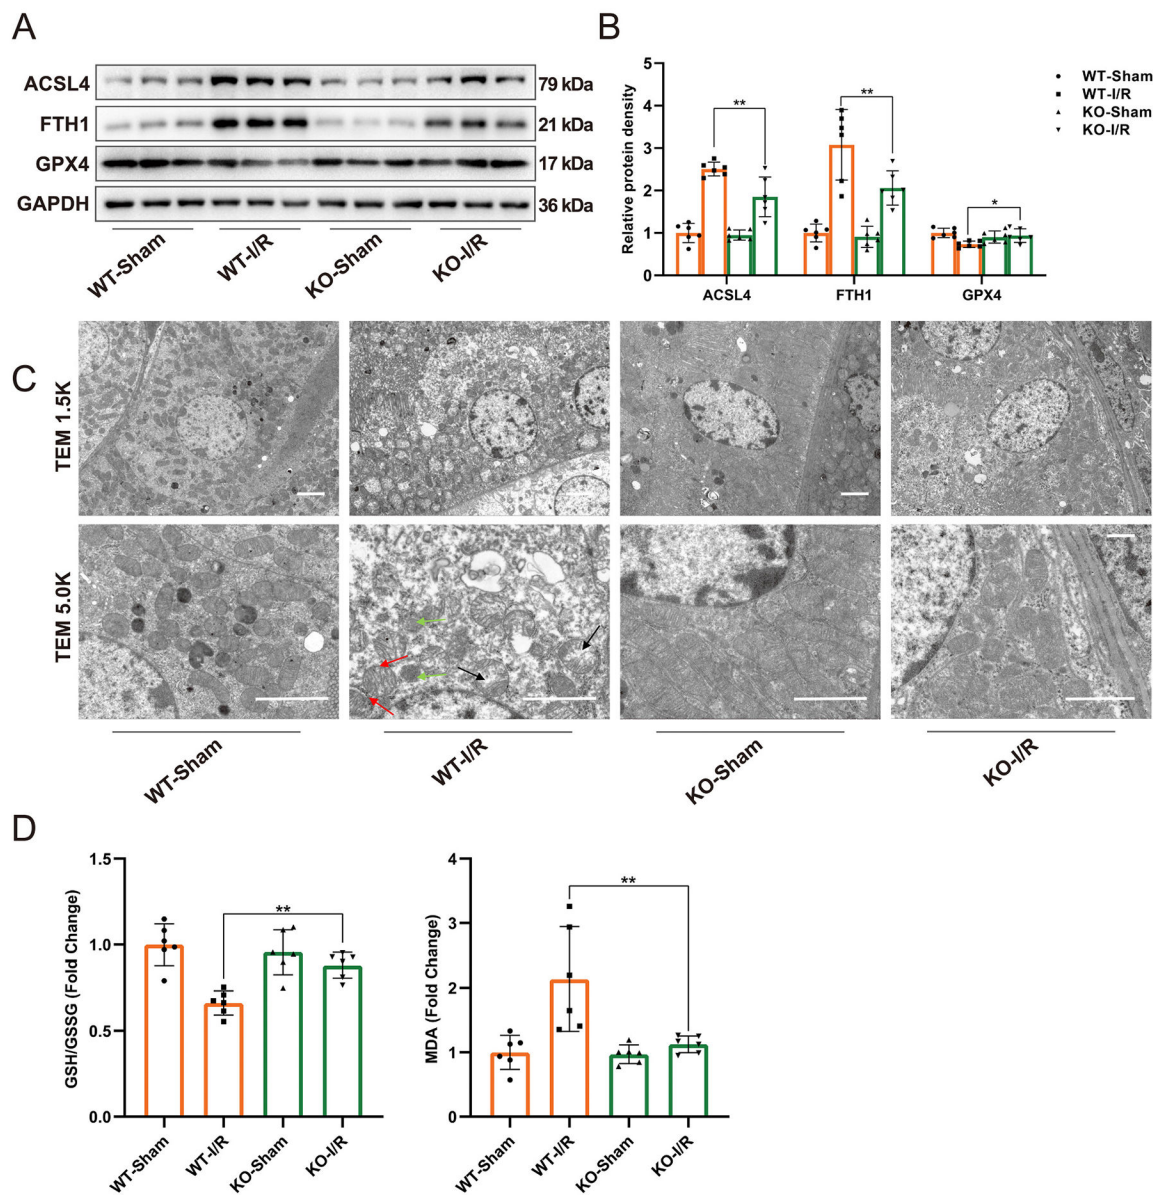 A
ACSL4
79 kDa
FTH1
21 kDa
GPX4
17 kDa
GAPDH
36 kDa
WT-Sham
WT-I/R
KO-Sham
KO-I/R
B
Relative protein density
5
4
3
2
1
0
**
**
*
ACSL4
FTH1
GPX4
WT-Sham
WT-I/R
KO-Sham
KO-I/R
C
TEM 1.5K
TEM 5.0K
WT-Sham
WT-I/R
KO-Sham
KO-I/R
D
GSH/GSSG (Fold Change)
1.5
1.0
0.5
0.0
**
WT-Sham
WT-I/R
KO-Sham
KO-I/R
MDA (Fold Change)
4
3
2
1
0
**
WT-Sham
WT-I/R
KO-Sham
KO-I/R